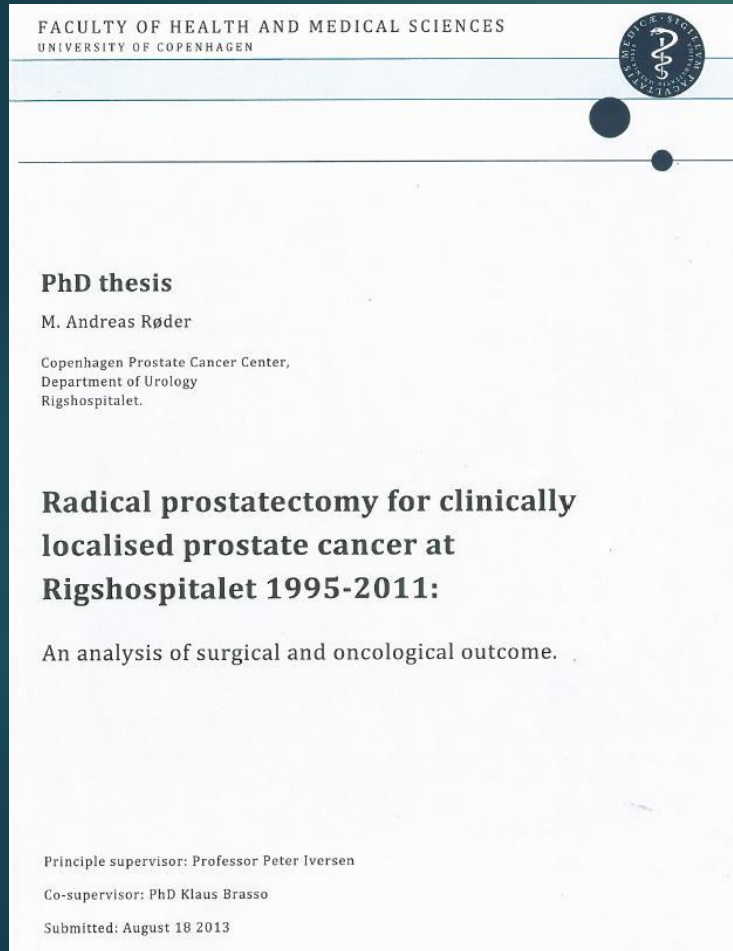 FACULTY OF HEALTH AND MEDICAL SCIENCES
UNIVERSITY OF COPENHAGEN
PhD thesis
M. Andreas Røder
Copenhagen Prostate Cancer Center,
Department of Urology
Rigshospitalet.
Radical prostatectomy for clinically
localised prostate cancer at
Rigshospitalet 1995-2011:
An analysis of surgical and oncological outcome.
Principle supervisor: Professor Peter Iversen
Co-supervisor: PhD Klaus Brasso
Submitted: August 18 2013